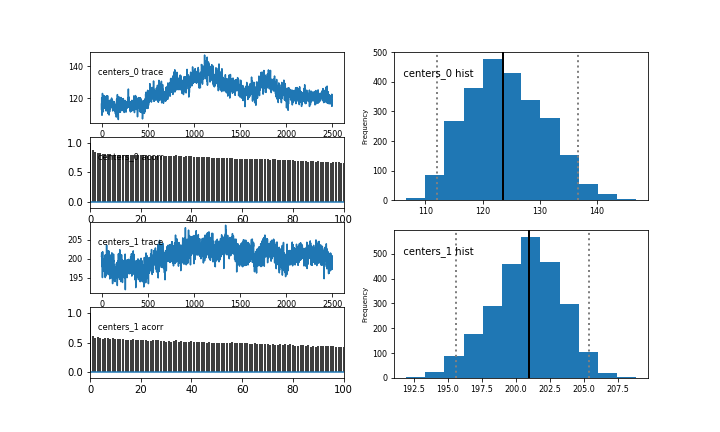 centers_0 trace
140
120
0 500 1000 1500 2000 2500
centers_0 acorr
1.0
0.5
0.0
0 20 40 60 80 100
centers_1 trace
205
200
195
0 500 1000 1500 2000 2500
centers_1 acorr
1.0
0.5
0.0
0 20 40 60 80 100
centers_0 hist
Frequency
500
400
300
200
100
0
110 120 130 140
centers_1 hist
Frequency
500
400
300
200
100
0
192.5 195.0 197.5 200.0 202.5 205.0 207.5